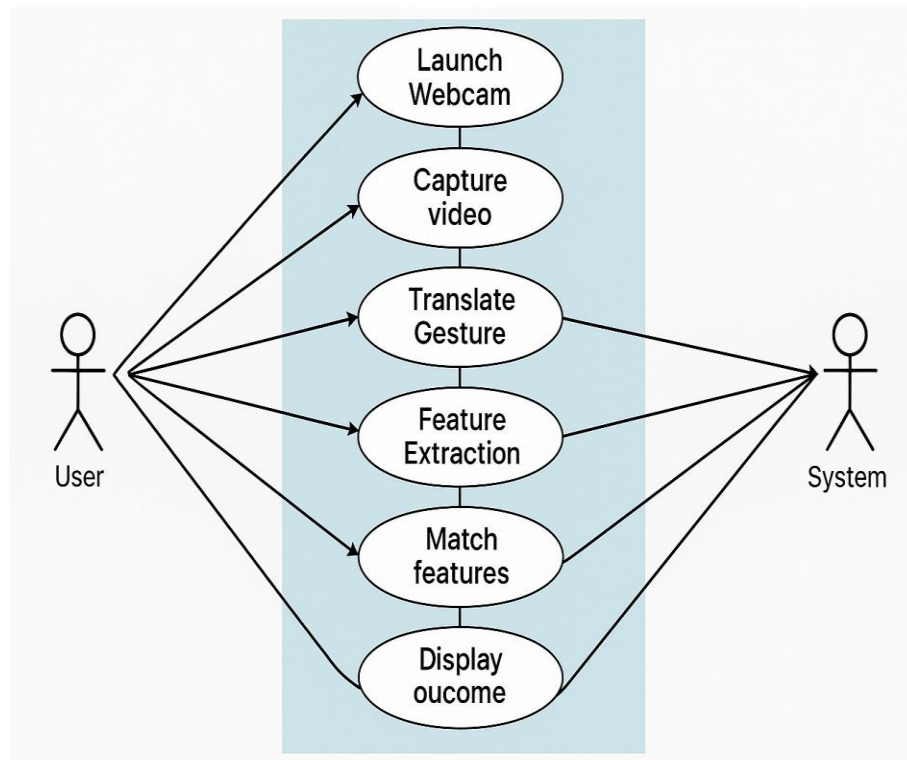 Launch
Webcam
Capture
video
Translate
Gesture
Feature
Extraction
User
System
Match
features
Display
oucome